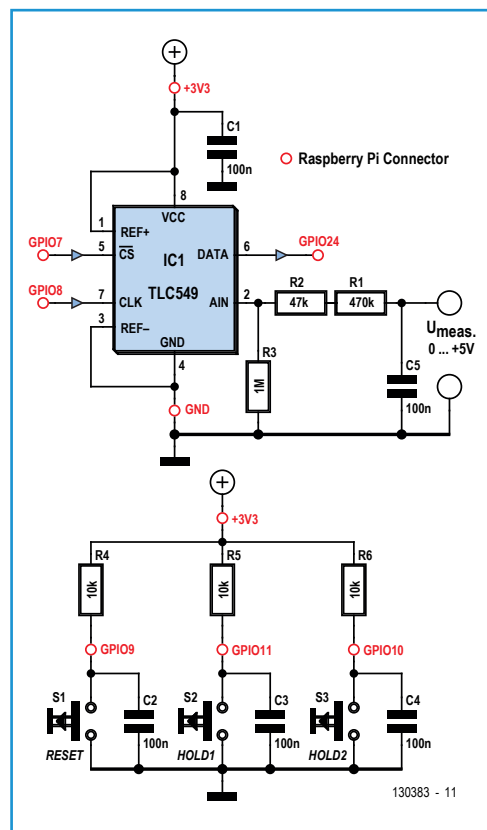 +3V3
C1
100n
Raspberry Pi Connector
8
VCC
1
REF+
GPIO7
5
CS
IC1
DATA
6
GPIO24
TLC549
GPIO8
7
CLK
AIN
2
R2
47k
R1
470k
3
REF–
GND
4
R3
1M
Umeas.
0 ... +5V
C5
100n
GND
+3V3
R4
10k
R5
10k
R6
10k
GPIO9
GPIO11
GPIO10
S1
C2
100n
RESET
S2
C3
100n
HOLD1
S3
C4
100n
HOLD2
130383 - 11